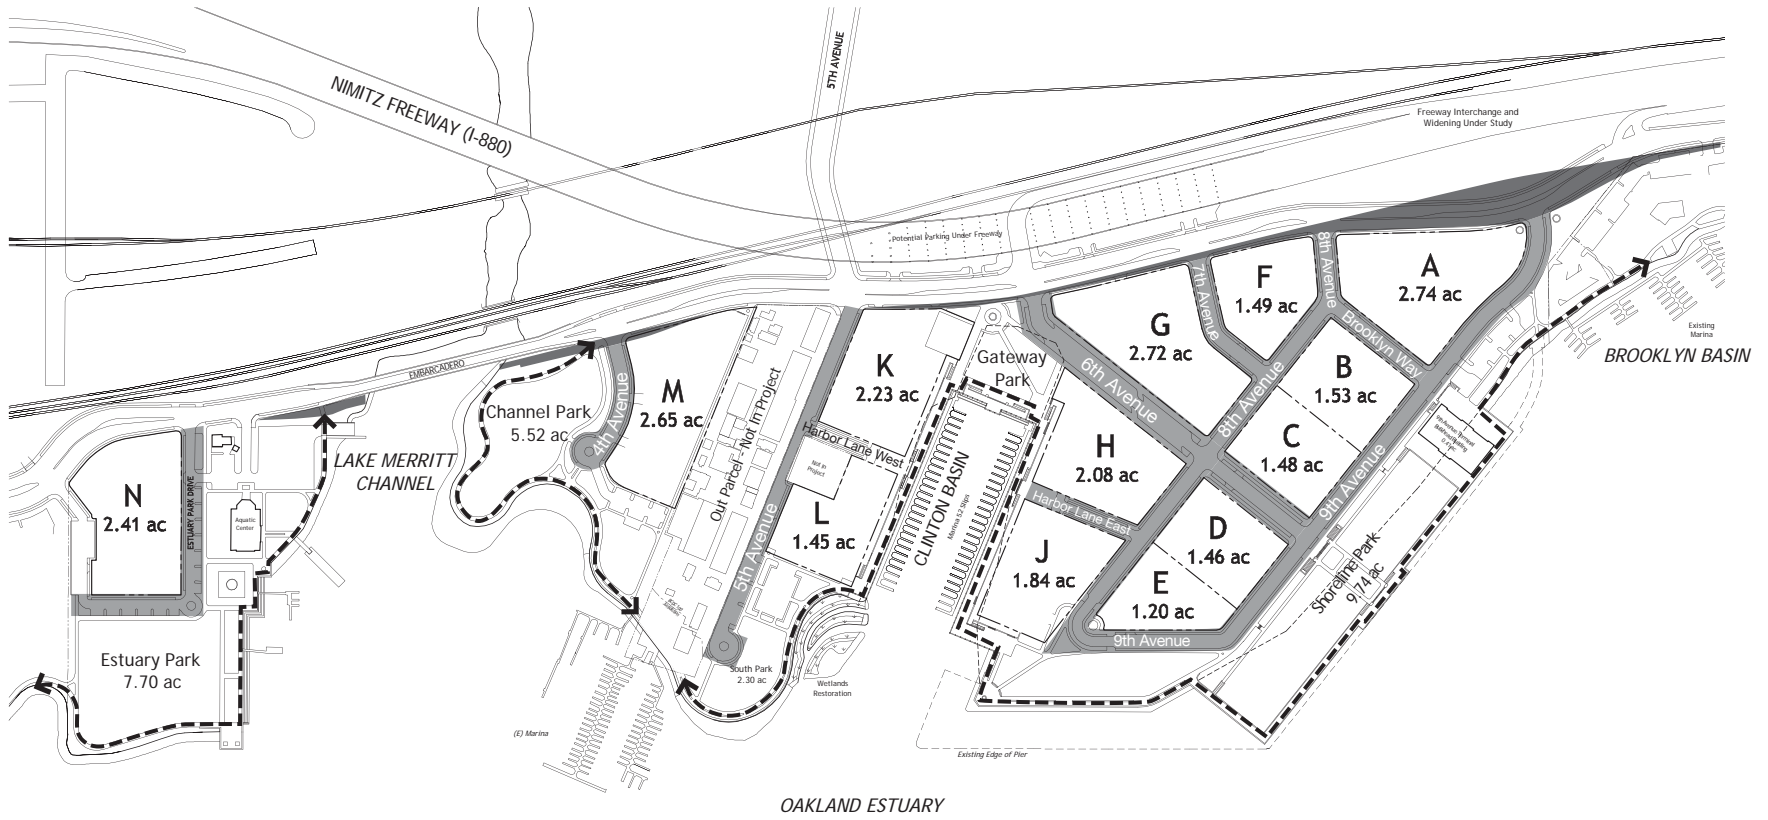 NIMITZ FREEWAY (I-880)
5TH AVENUE
Freeway Interchange and
Widening Under Study
Potential Parking Under Freeway
EMBARCADERO
8th Avenue
A
2.74 ac
F
1.49 ac
7th Avenue
G
2.72 ac
Brooklyn Way
B
1.53 ac
C
1.48 ac
Existing
Marina
BROOKLYN BASIN
Gateway
Park
6th Avenue
8th Avenue
K
2.23 ac
M
2.65 ac
4th Avenue
Channel Park
5.52 ac
Out Parcel - Not In Project
Harbor Lane West
Not in
Project
LAKE MERRITT
CHANNEL
N
2.41 ac
ESTUARY PARK DRIVE
Aquatic
Center
L
1.45 ac
5th Avenue
CLINTON BASIN
Marina 52 Slips
H
2.08 ac
Harbor Lane East
J
1.84 ac
9th Avenue
D
1.46 ac
E
1.20 ac
9th Avenue
Shoreline Park
9.74 ac
Estuary Park
7.70 ac
South Park
2.30 ac
Wetlands
Restoration
(E) Marina
Existing Edge of Pier
OAKLAND ESTUARY